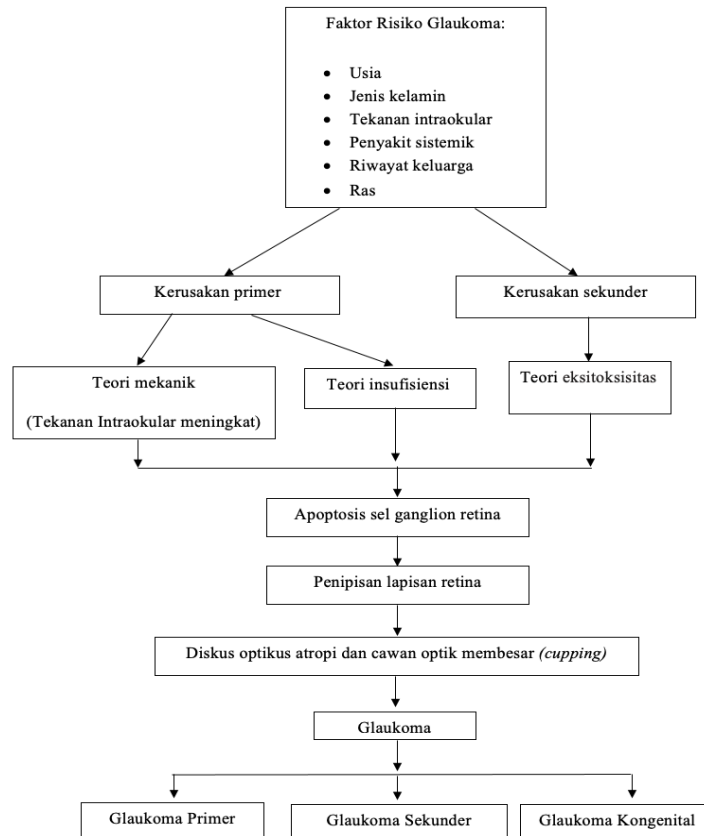 Faktor Risiko Glaukoma:
• Usia
• Jenis kelamin
• Tekanan intraokular
• Penyakit sistemik
• Riwayat keluarga
• Ras
Kerusakan primer
Kerusakan sekunder
Teori mekanik
(Tekanan Intraokular meningkat)
Teori insufisiensi
Teori eksitoksisitas
Apoptosis sel ganglion retina
Penipisan lapisan retina
Diskus optikus atropi dan cawan optik membesar (cupping)
Glaukoma
Glaukoma Primer
Glaukoma Sekunder
Glaukoma Kongenital